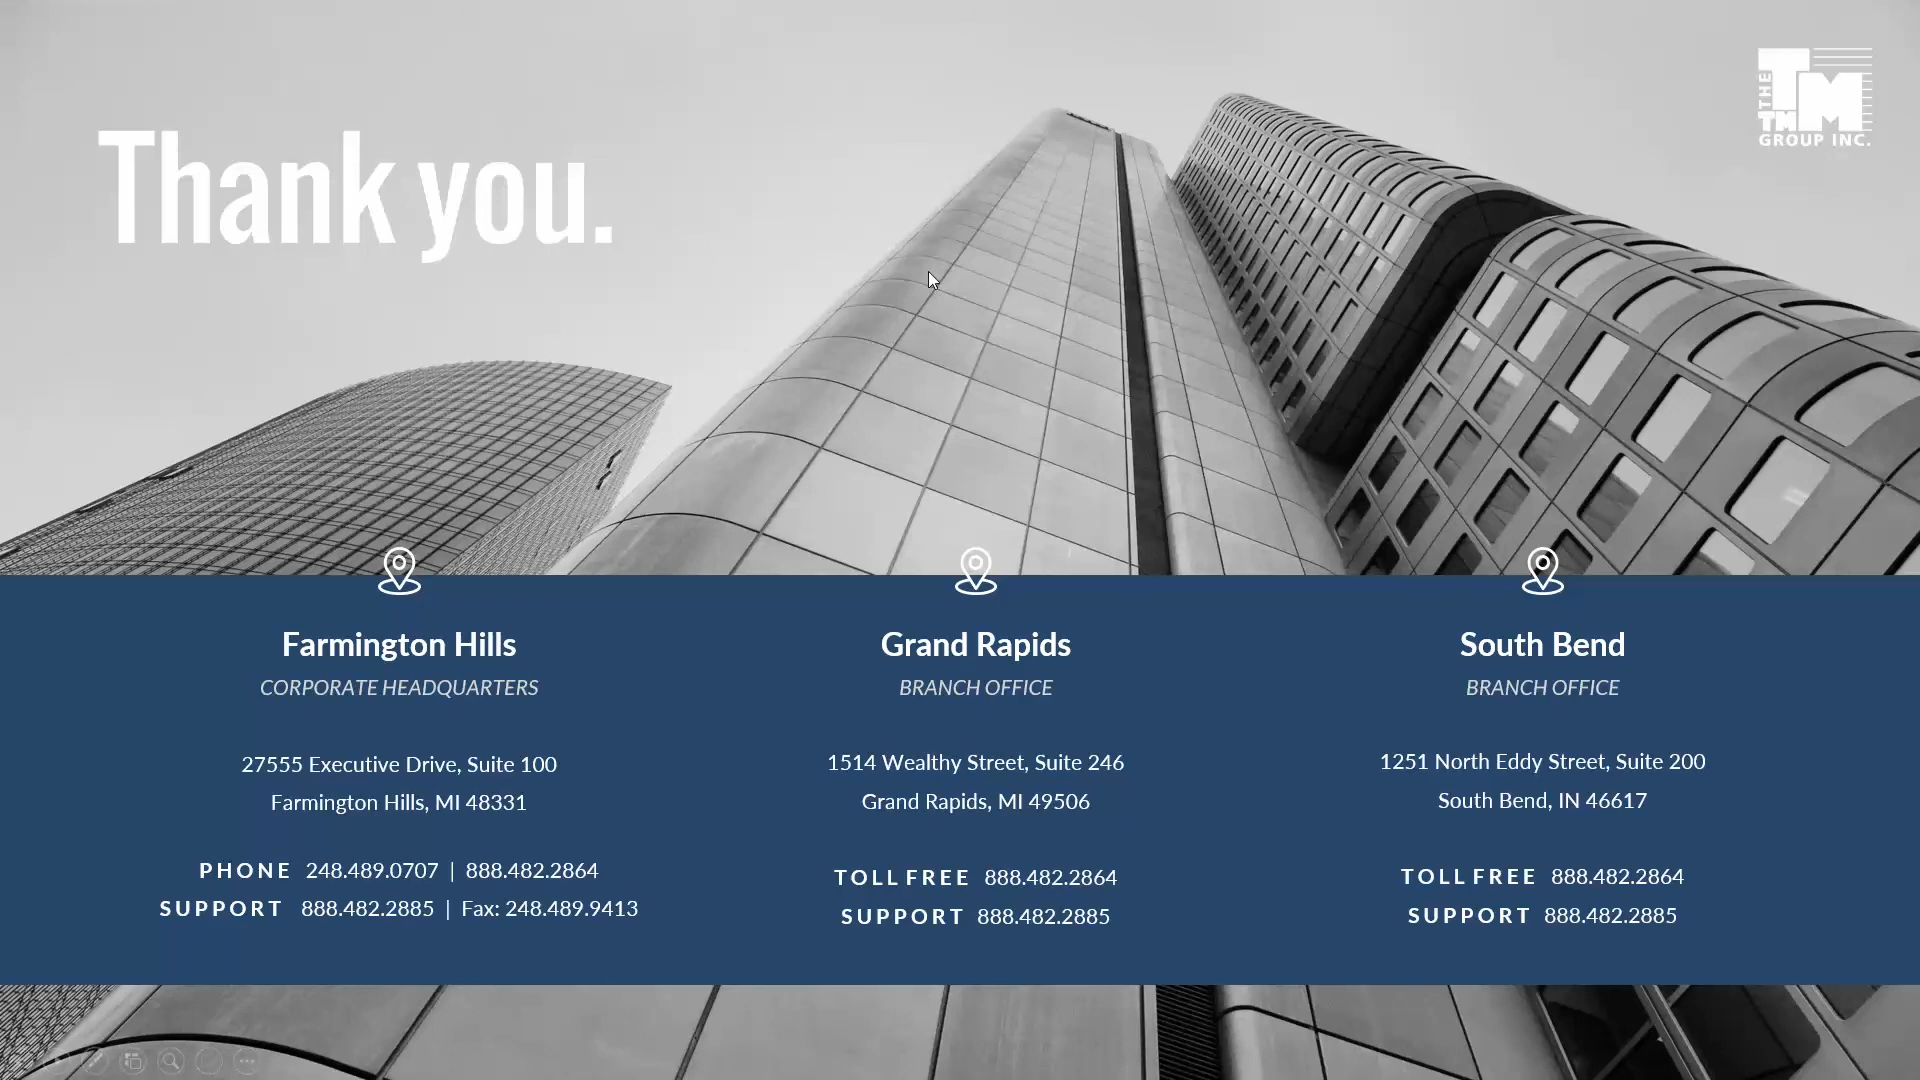 Thank you.
THE TM TM
GROUP INC.
Farmington Hills
CORPORATE HEADQUARTERS
27555 Executive Drive, Suite 100
Farmington Hills, MI 48331
PHONE 248.489.0707 | 888.482.2864
SUPPORT 888.482.2885 | Fax: 248.489.9413
Grand Rapids
BRANCH OFFICE
1514 Wealthy Street, Suite 246
Grand Rapids, MI 49506
TOLL FREE 888.482.2864
SUPPORT 888.482.2885
South Bend
BRANCH OFFICE
1251 North Eddy Street, Suite 200
South Bend, IN 46617
TOLL FREE 888.482.2864
SUPPORT 888.482.2885